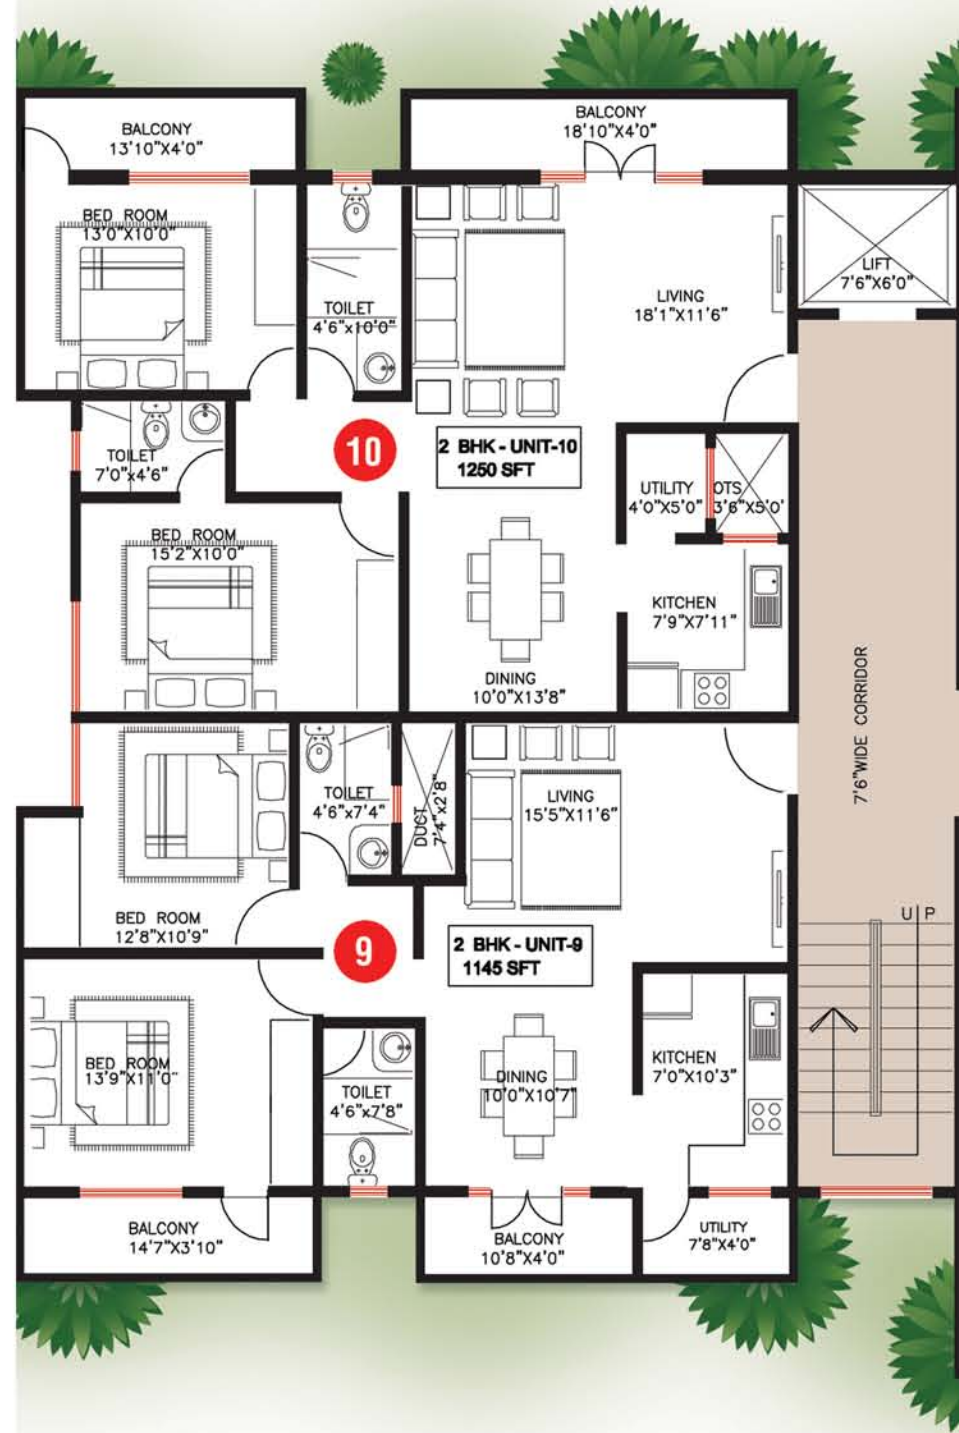 BALCONY
13'10"X4'0"
BALCONY
18'10"X4'0"
BED ROOM
13'0"X10'0"
TOILET
4'6"x10'0"
LIVING
18'1"X11'6"
LIFT
7'6"X6'0"
TOILET
7'0"x4'6"
10
2 BHK - UNIT-10
1250 SFT
UTILITY
4'0"X5'0"
OTS
3'6"X5'0'
BED ROOM
15'2"X10'0"
KITCHEN
7'9"X7'11"
DINING
10'0"X13'8"
7'6"WIDE CORRIDOR
TOILET
4'6"x7'4"
DUCT
7'4"x2'8"
LIVING
15'5"X11'6"
BED ROOM
12'8"X10'9"
9
2 BHK - UNIT-9
1145 SFT
UP
BED ROOM
13'9"X11'0"
TOILET
4'6"x7'8"
DINING
10'0"X10'7"
KITCHEN
7'0"X10'3"
BALCONY
14'7"X3'10"
BALCONY
10'8"X4'0"
UTILITY
7'8"X4'0"